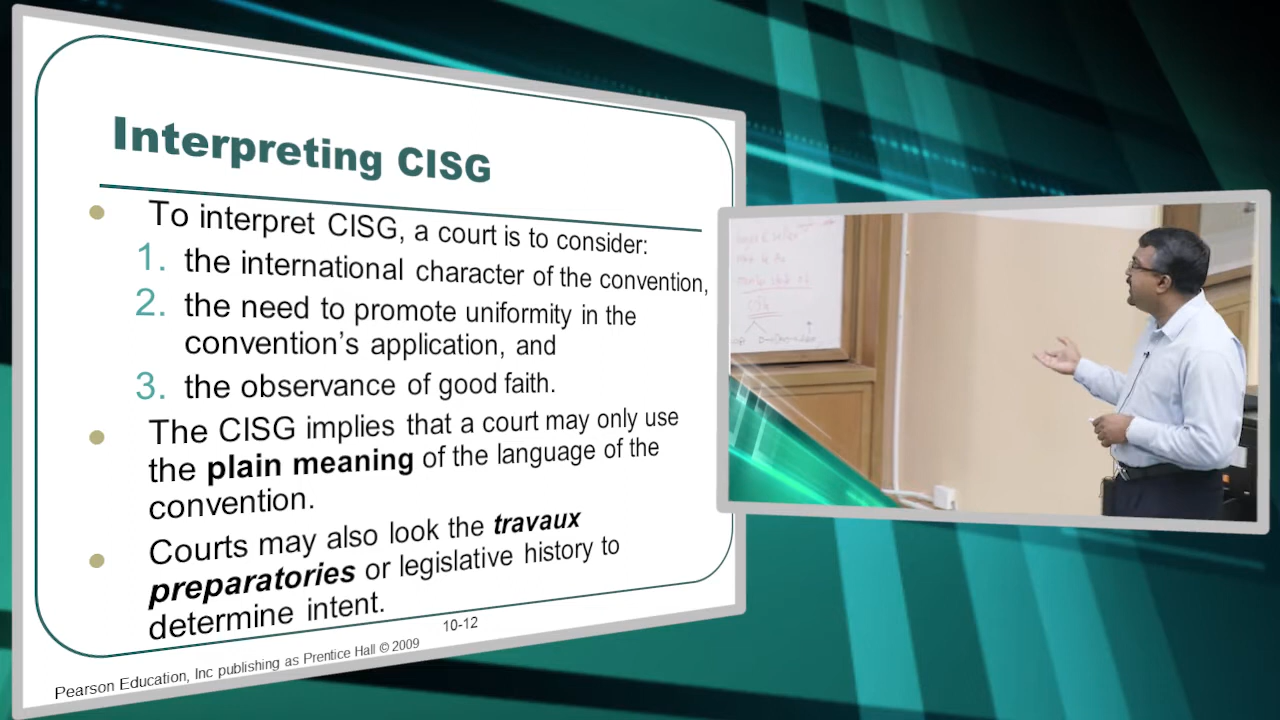 Interpreting CISG
To interpret CISG, a court is to consider:
1. the international character of the convention,
2. the need to promote uniformity in the
convention's application, and
3. the observance of good faith.
The CISG implies that a court may only use
the plain meaning of the language of the
convention.
Courts may also look the travaux
preparatories or legislative history to
determine intent.
10-12
Pearson Education, Inc publishing as Prentice Hall © 2009
CISG